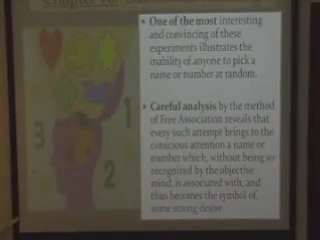 • One of the most interesting
and convincing of these
experiments illustrates the
inability of anyone to pick a
name or number at random.
• Careful analysis by the method
of Free Association reveals that
every such attempt brings to the
conscious attention a name or
number which, without being so
recognized by the objective
mind, is associated with, and
thus becomes the symbol of,
some strong desire.
1
3
2